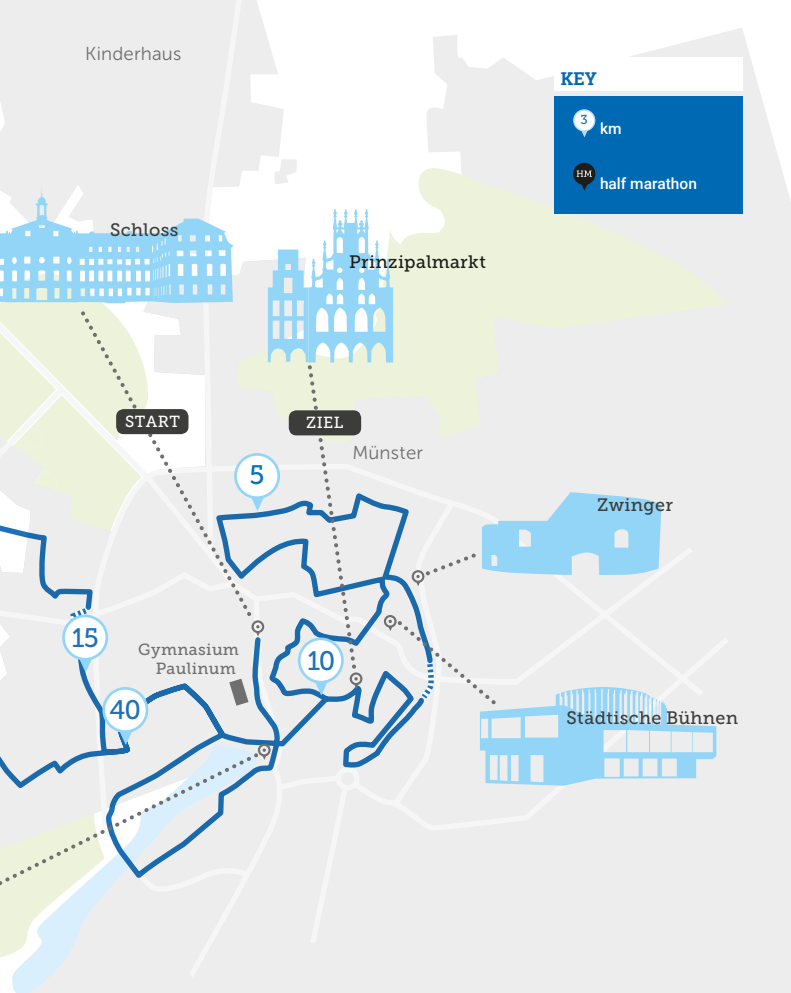 Kinderhaus
KEY
3 km
HM half marathon
Schloss
Prinzipalmarkt
START
ZIEL
Münster
5
Zwinger
15
Gymnasium
Paulinum
10
40
Städtische Bühnen